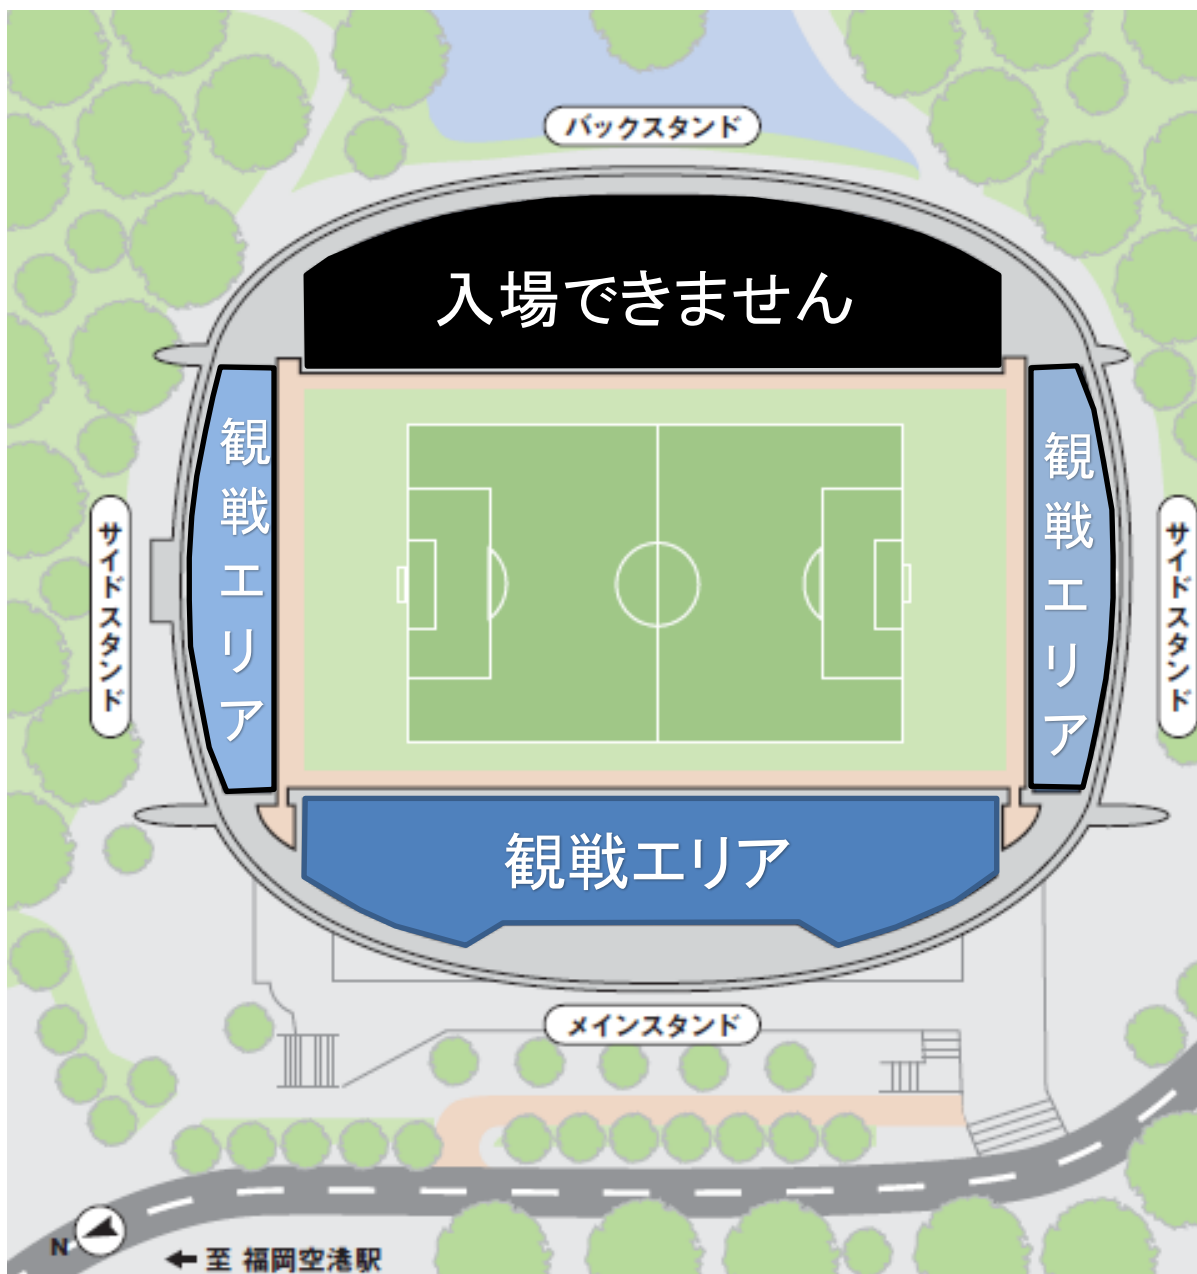 バックスタンド
入場できません
観戦エリア
観戦エリア
サイドスタンド
サイドスタンド
観戦エリア
メインスタンド
N
← 至 福岡空港駅